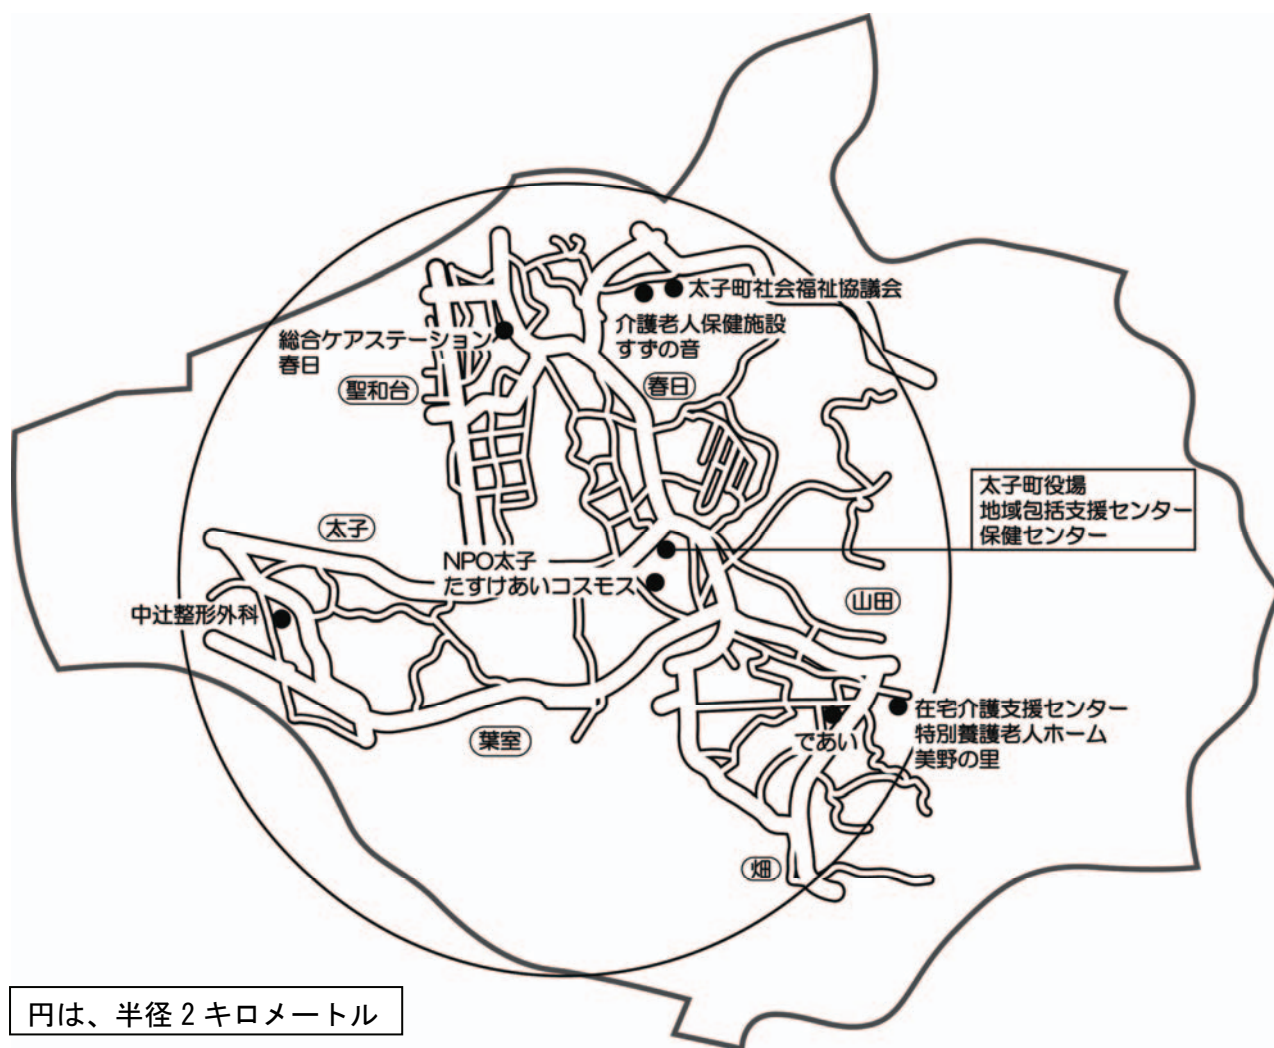 太子町社会福祉協議会
介護老人保健施設
すずの音
総合ケアステーション
春日
聖和台
春日
太子町役場
地域包括支援センター
保健センター
太子
NPO太子
たすけあいコスモス
中辻整形外科
山田
在宅介護支援センター
特別養護老人ホーム
美野の里
であい
葉室
畑
円は、半径2キロメートル